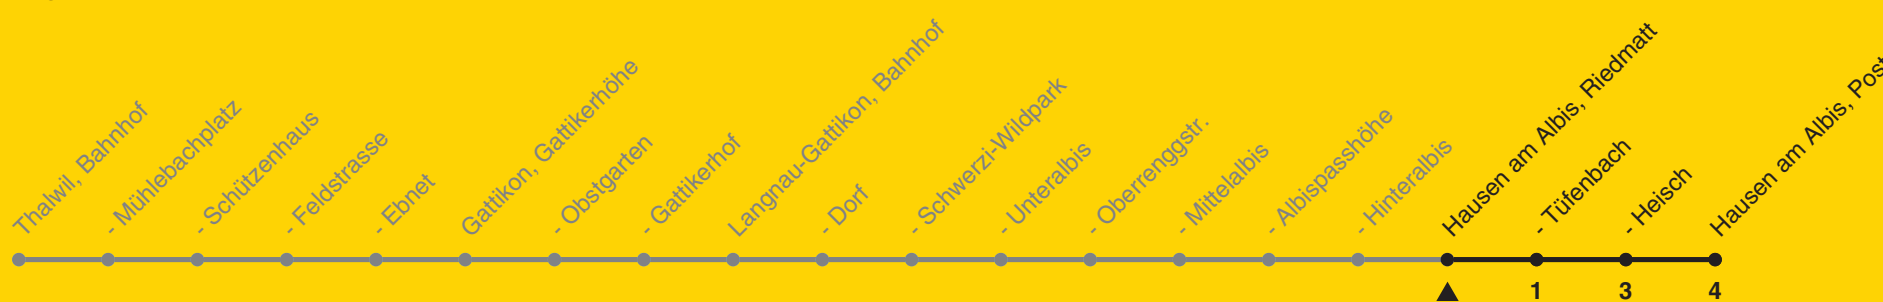 Thalwil, Bahnhof
- Mühlebachplatz
- Schützenhaus
- Feldstrasse
- Ebnet
Gattikon, Gattikerhöhe
- Obstgarten
- Gattikerhof
Langnau-Gattikon, Bahnhof
- Dorf
- Schwerzi-Wildpark
- Unteralbis
- Oberrenggstr.
- Mittelalbis
- Albispasshöhe
- Hinteralbis
Hausen am Albis, Riedmatt
- Tüfenbach
- Heisch
Hausen am Albis, Post
1 3 4